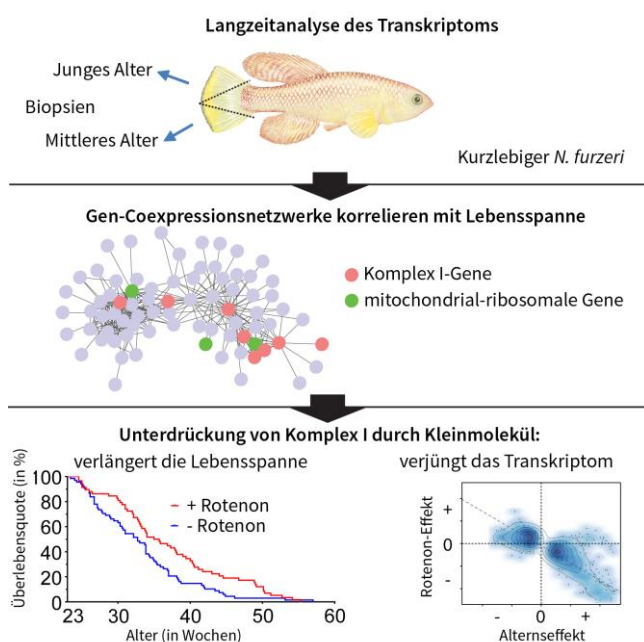 Langzeitanalyse des Transkriptoms
Junges Alter
Biopsien
Mittleres Alter
Kurzlebiger N. furzeri
Gen-Coexpressionsnetzwerke korrelieren mit Lebensspanne
Komplex I-Gene
mitochondrial-ribosomale Gene
Unterdrückung von Komplex I durch Kleinmolekül:
verlängert die Lebensspanne
verjüngt das Transkriptom
Überlebensquote (in %)
100
80
60
40
20
0
+ Rotenon
- Rotenon
23
30
40
50
60
Alter (in Wochen)
Rotenon-Effekt
+
0
-
- 0 +
Alternseffekt